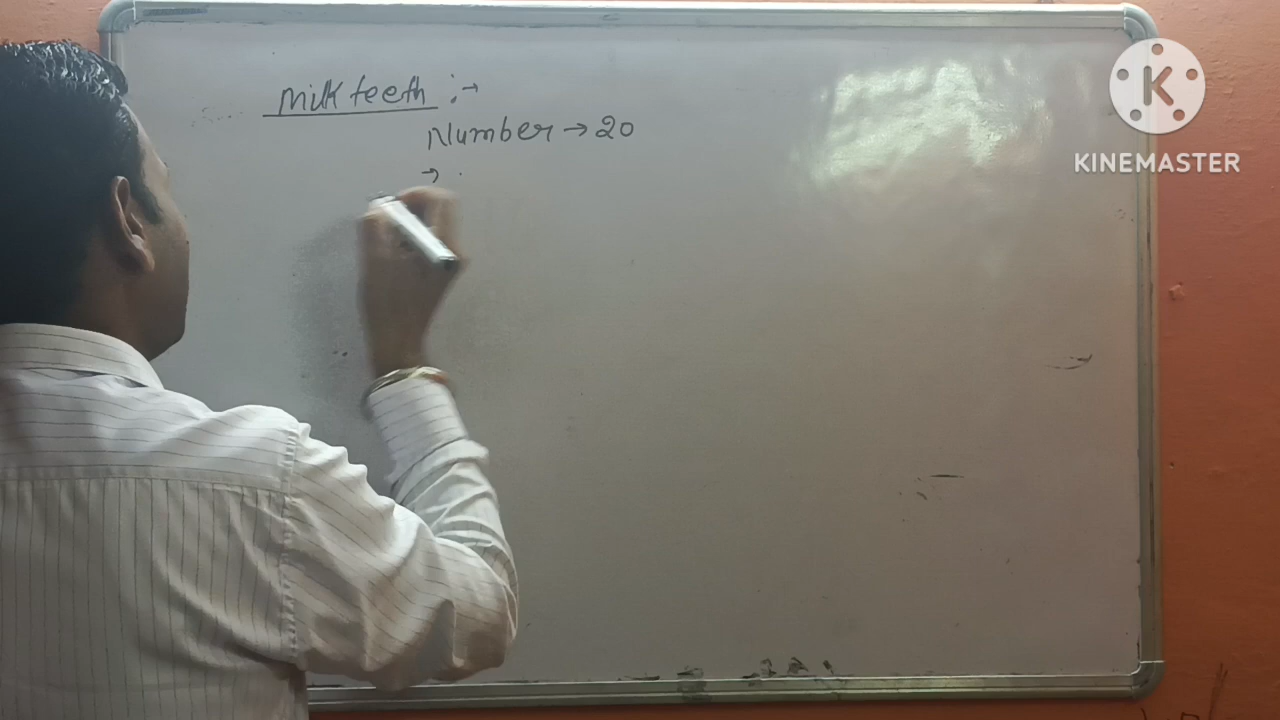 Milk teeth :→
Number → 20
→
K
KINEMASTER